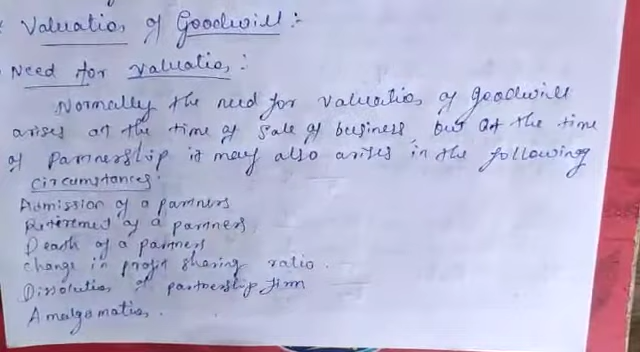 Valuation of Goodwill :-
Need for valuation :
Normally the need for valuation of goodwill
arises at the time of sale of business, but at the time
of Partnership it may also arises in the following
circumstances :
Admission of a partners
Retirement of a partners
Death of a partners
change in profit sharing ratio .
Dissolution of partnership firm
Amalgamation .